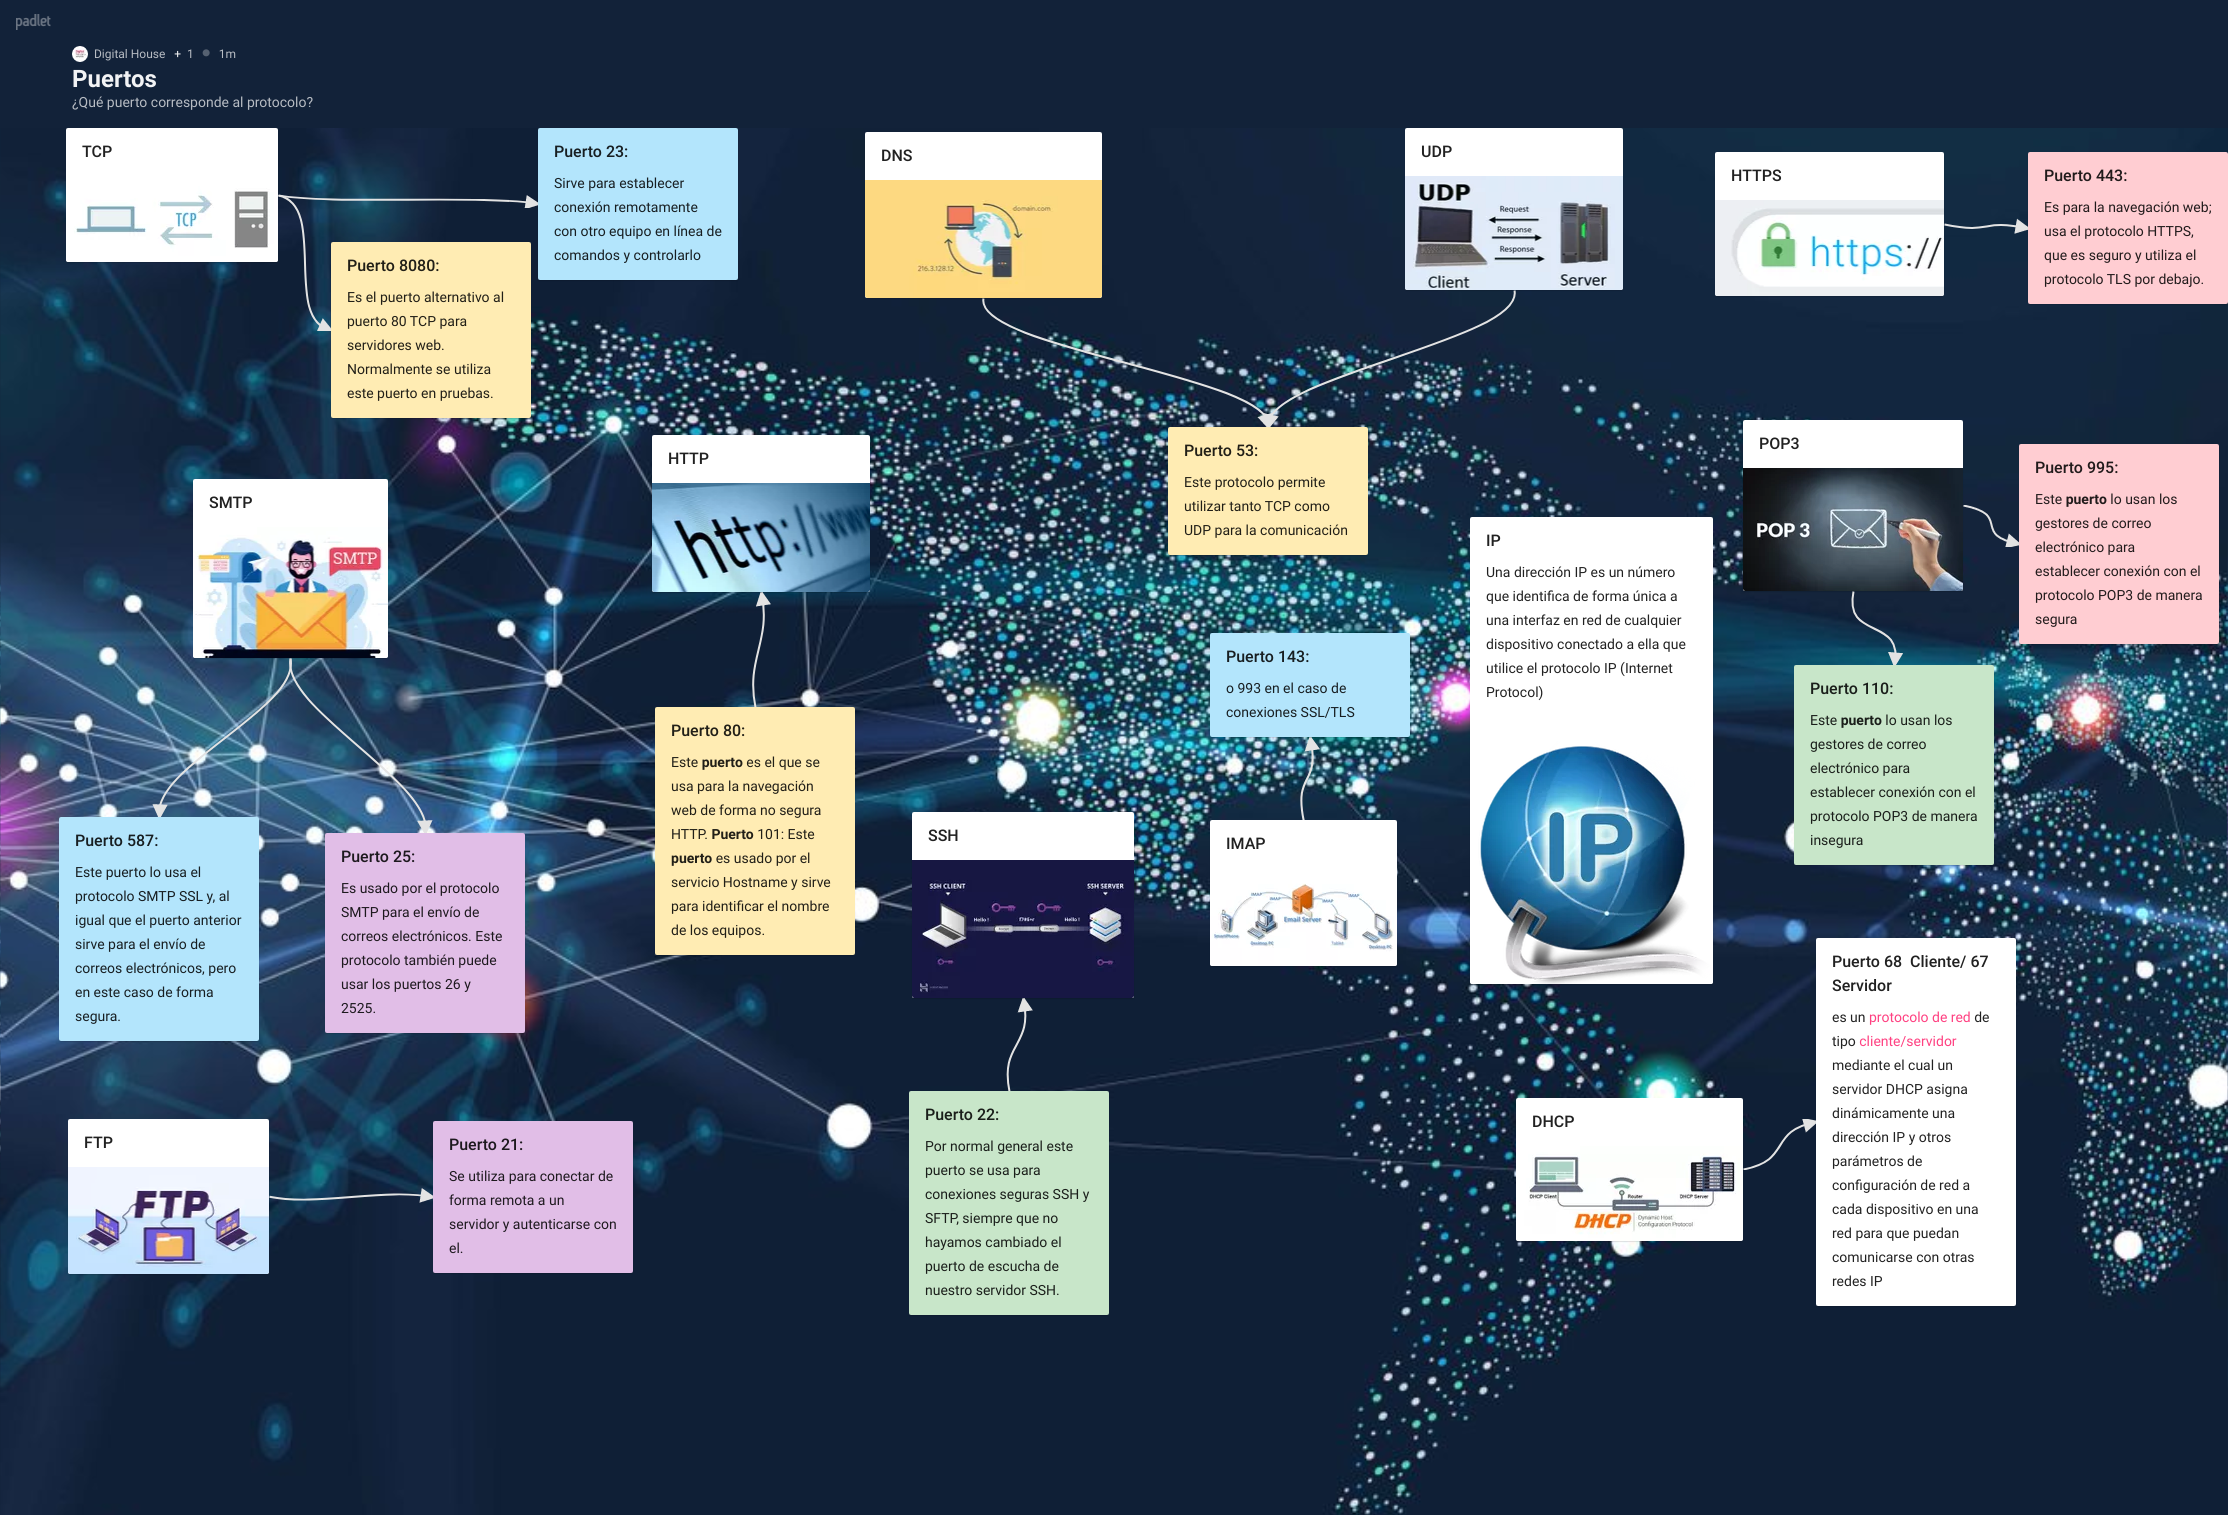 padlet
Digital House + 1 1m
Puertos
¿Qué puerto corresponde al protocolo?
TCP
TCP
Puerto 23:
Sirve para establecer
conexión remotamente
con otro equipo en línea de
comandos y controlarlo
Puerto 8080:
Es el puerto alternativo al
puerto 80 TCP para
servidores web.
Normalmente se utiliza
este puerto en pruebas.
DNS
domain.com
216.3.128.12
UDP
UDP
Request
Response
Response
Client
Server
HTTPS
https://
Puerto 443:
Es para la navegación web;
usa el protocolo HTTPS,
que es seguro y utiliza el
protocolo TLS por debajo.
Puerto 53:
Este protocolo permite
utilizar tanto TCP como
UDP para la comunicación
POP3
POP 3
Puerto 995:
Este puerto lo usan los
gestores de correo
electrónico para
establecer conexión con el
protocolo POP3 de manera
segura
Puerto 110:
Este puerto lo usan los
gestores de correo
electrónico para
establecer conexión con el
protocolo POP3 de manera
insegura
SMTP
SMTP
HTTP
http://www
IP
Una dirección IP es un número
que identifica de forma única a
una interfaz en red de cualquier
dispositivo conectado a ella que
utilice el protocolo IP (Internet
Protocol)
IP
Puerto 143:
o 993 en el caso de
conexiones SSL/TLS
Puerto 80:
Este puerto es el que se
usa para la navegación
web de forma no segura
HTTP. Puerto 101: Este
puerto es usado por el
servicio Hostname y sirve
para identificar el nombre
de los equipos.
Puerto 587:
Este puerto lo usa el
protocolo SMTP SSL y, al
igual que el puerto anterior
sirve para el envío de
correos electrónicos, pero
en este caso de forma
segura.
Puerto 25:
Es usado por el protocolo
SMTP para el envío de
correos electrónicos. Este
protocolo también puede
usar los puertos 26 y
2525.
SSH
SSH CLIENT
SSH SERVER
Hello !
Hello !
IMAP
IMAP
IMAP
IMAP
IMAP
Email Server
Smartphone
Desktop PC
Tablet
Desktop PC
FTP
FTP
Puerto 21:
Se utiliza para conectar de
forma remota a un
servidor y autenticarse con
el.
Puerto 22:
Por normal general este
puerto se usa para
conexiones seguras SSH y
SFTP, siempre que no
hayamos cambiado el
puerto de escucha de
nuestro servidor SSH.
DHCP
DHCP Client
Router
DHCP Server
DHCP
Dynamic Host
Configuration Protocol
Puerto 68 Cliente/ 67
Servidor
es un protocolo de red de
tipo cliente/servidor
mediante el cual un
servidor DHCP asigna
dinámicamente una
dirección IP y otros
parámetros de
configuración de red a
cada dispositivo en una
red para que puedan
comunicarse con otras
redes IP